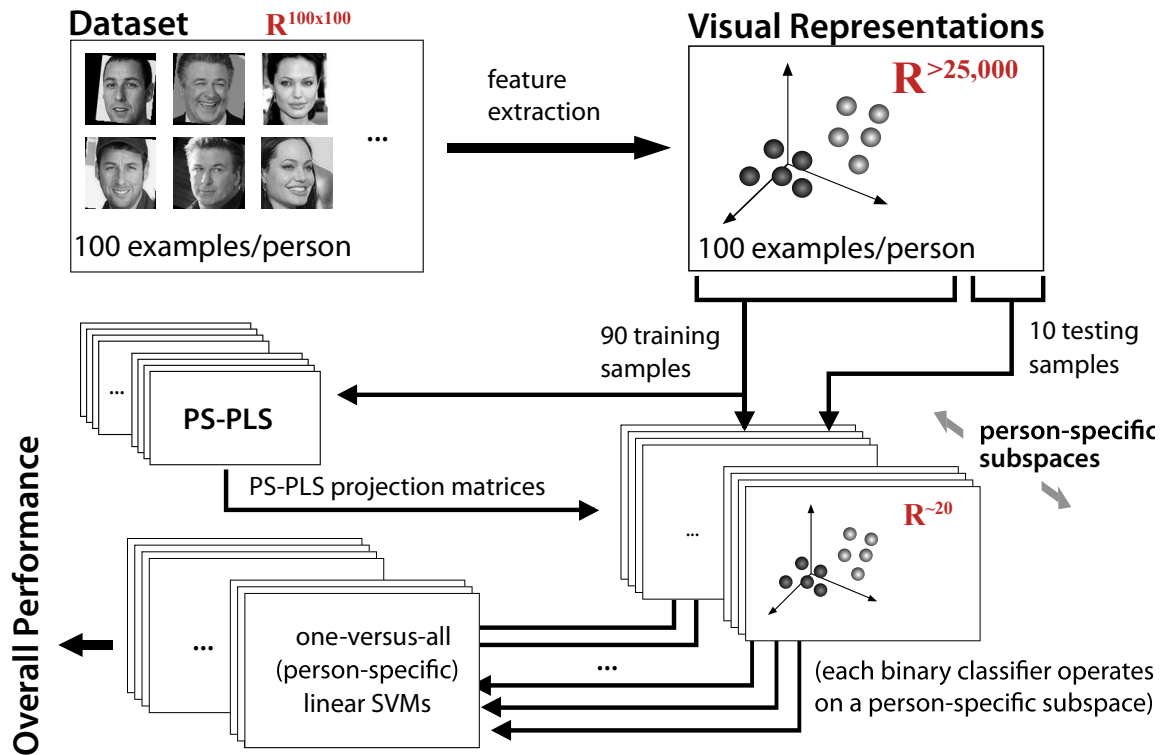 Dataset
R100x100
...
100 examples/person
feature
extraction
Visual Representations
R>25,000
100 examples/person
90 training
samples
10 testing
samples
...
PS-PLS
PS-PLS projection matrices
person-specific
subspaces
...
R~20
...
one-versus-all
(person-specific)
linear SVMs
...
(each binary classifier operates
on a person-specific subspace)
Overall Performance